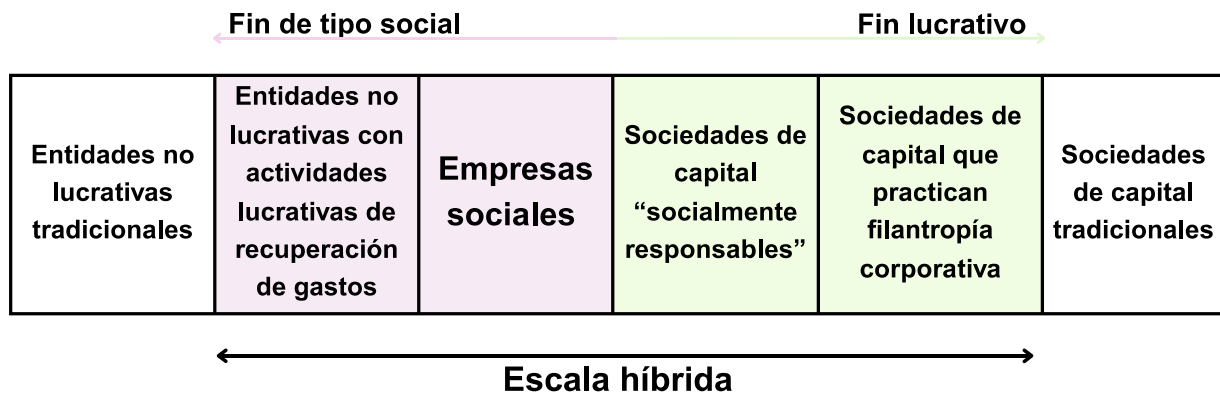 Fin de tipo social
Fin lucrativo
Entidades no
lucrativas
tradicionales
Entidades no
lucrativas con
actividades
lucrativas de
recuperación
de gastos
Empresas
sociales
Sociedades de
capital
“socialmente
responsables”
Sociedades de
capital que
practican
filantropía
corporativa
Sociedades
de capital
tradicionales
Escala híbrida